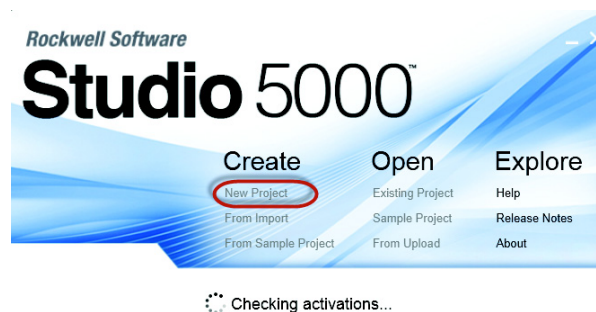 Rockwell Software
Studio 5000™
Create Open Explore
New Project Existing Project Help
From Import Sample Project Release Notes
From Sample Project From Upload About
Checking activations...